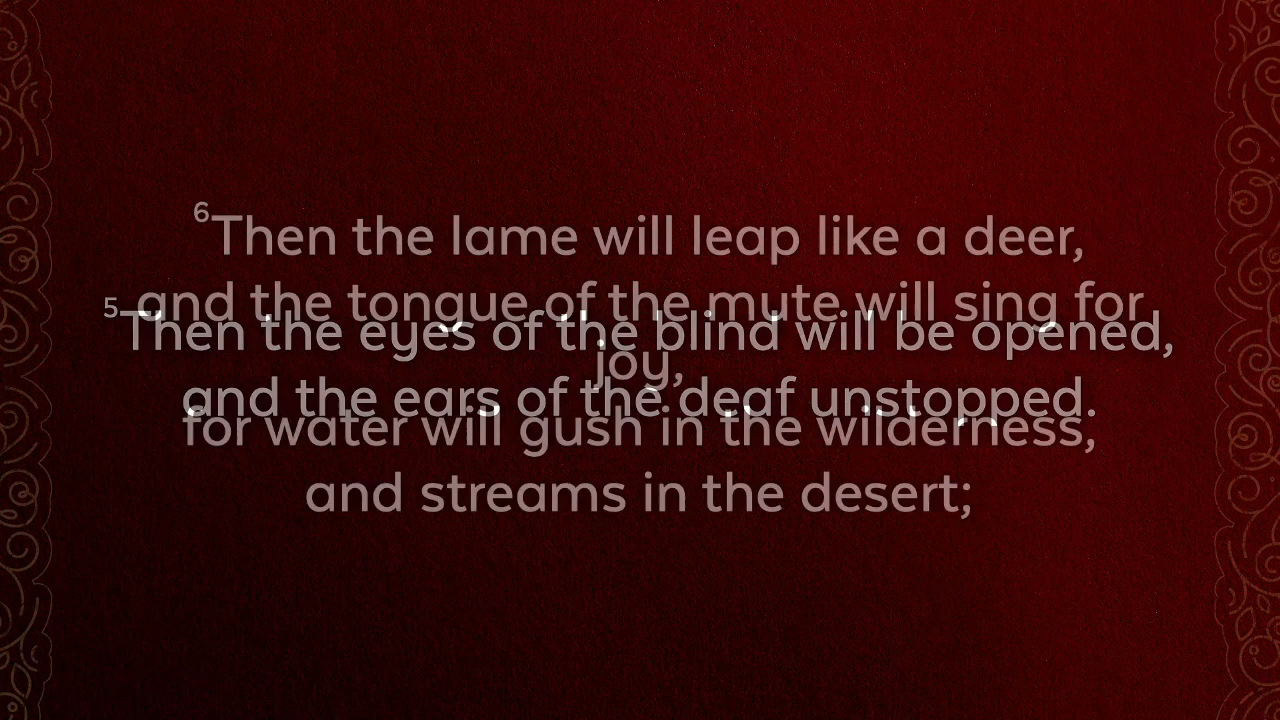 ⁵Then the eyes of the blind will be opened,
and the ears of the deaf unstopped.
⁶Then the lame will leap like a deer,
and the tongue of the mute will sing for
joy,
for water will gush in the wilderness,
and streams in the desert;